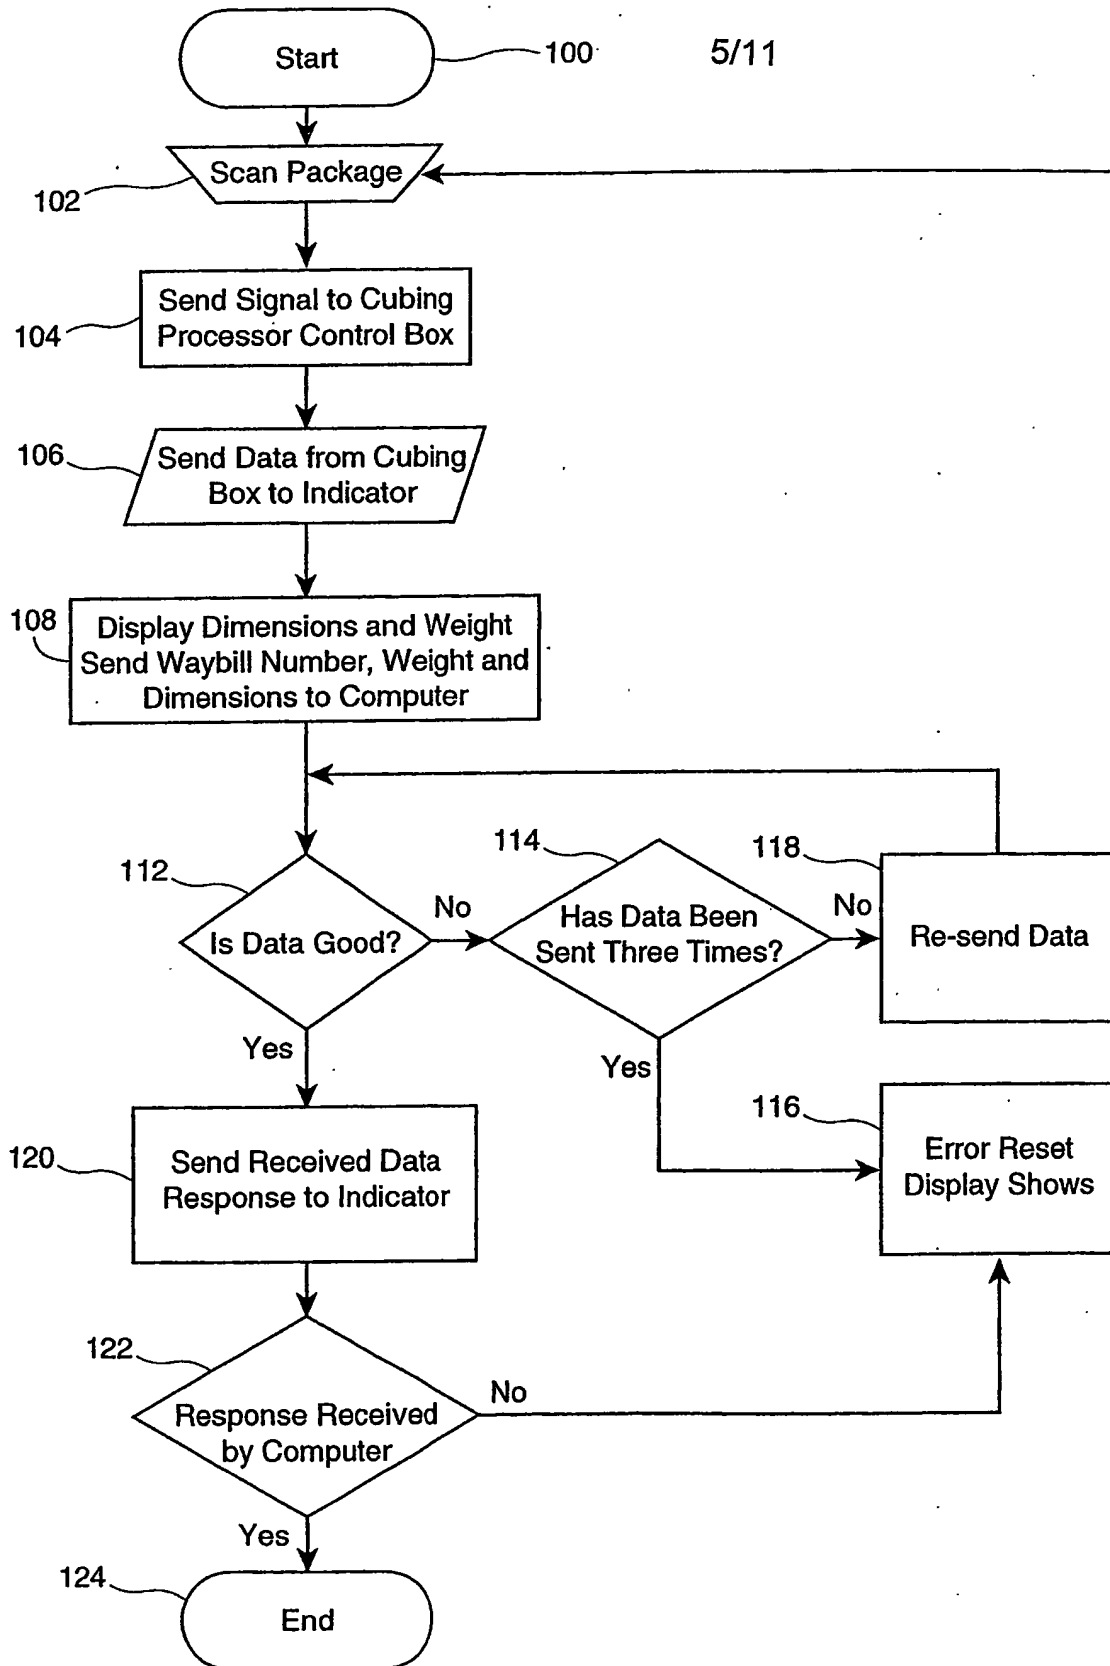 Start
100
5/11
Scan Package
102
Send Signal to Cubing
Processor Control Box
104
106
Send Data from Cubing
Box to Indicator
108
Display Dimensions and Weight
Send Waybill Number, Weight and
Dimensions to Computer
112
Is Data Good?
No
114
Has Data Been
Sent Three Times?
No
118
Re-send Data
Yes
Yes
116
Error Reset
Display Shows
120
Send Received Data
Response to Indicator
122
Response Received
by Computer
No
Yes
124
End